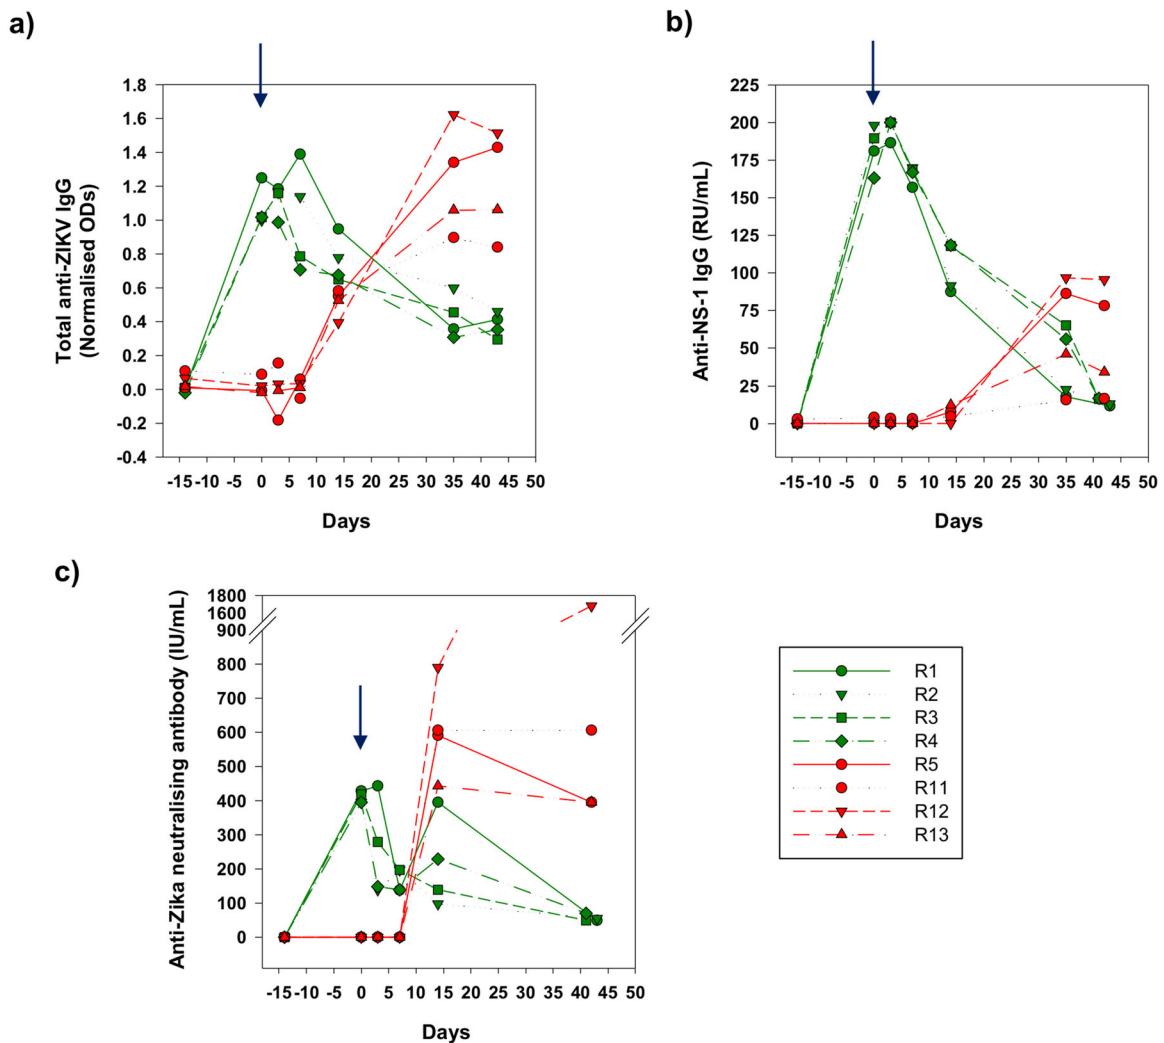 a)
Total anti-ZIKV IgG
(Normalised ODs)
1.8
1.6
1.4
1.2
1.0
0.8
0.6
0.4
0.2
0.0
-0.2
-0.4
-15 -10 -5 0 5 10 15 20 25 30 35 40 45 50
Days
b)
Anti-NS-1 IgG (RU/mL)
225
200
175
150
125
100
75
50
25
0
-15 -10 -5 0 5 10 15 20 25 30 35 40 45 50
Days
c)
Anti-Zika neutralising antibody (IU/mL)
1800
1600
900
800
700
600
500
400
300
200
100
0
-15 -10 -5 0 5 10 15 20 25 30 35 40 45 50
Days
R1
R2
R3
R4
R5
R11
R12
R13